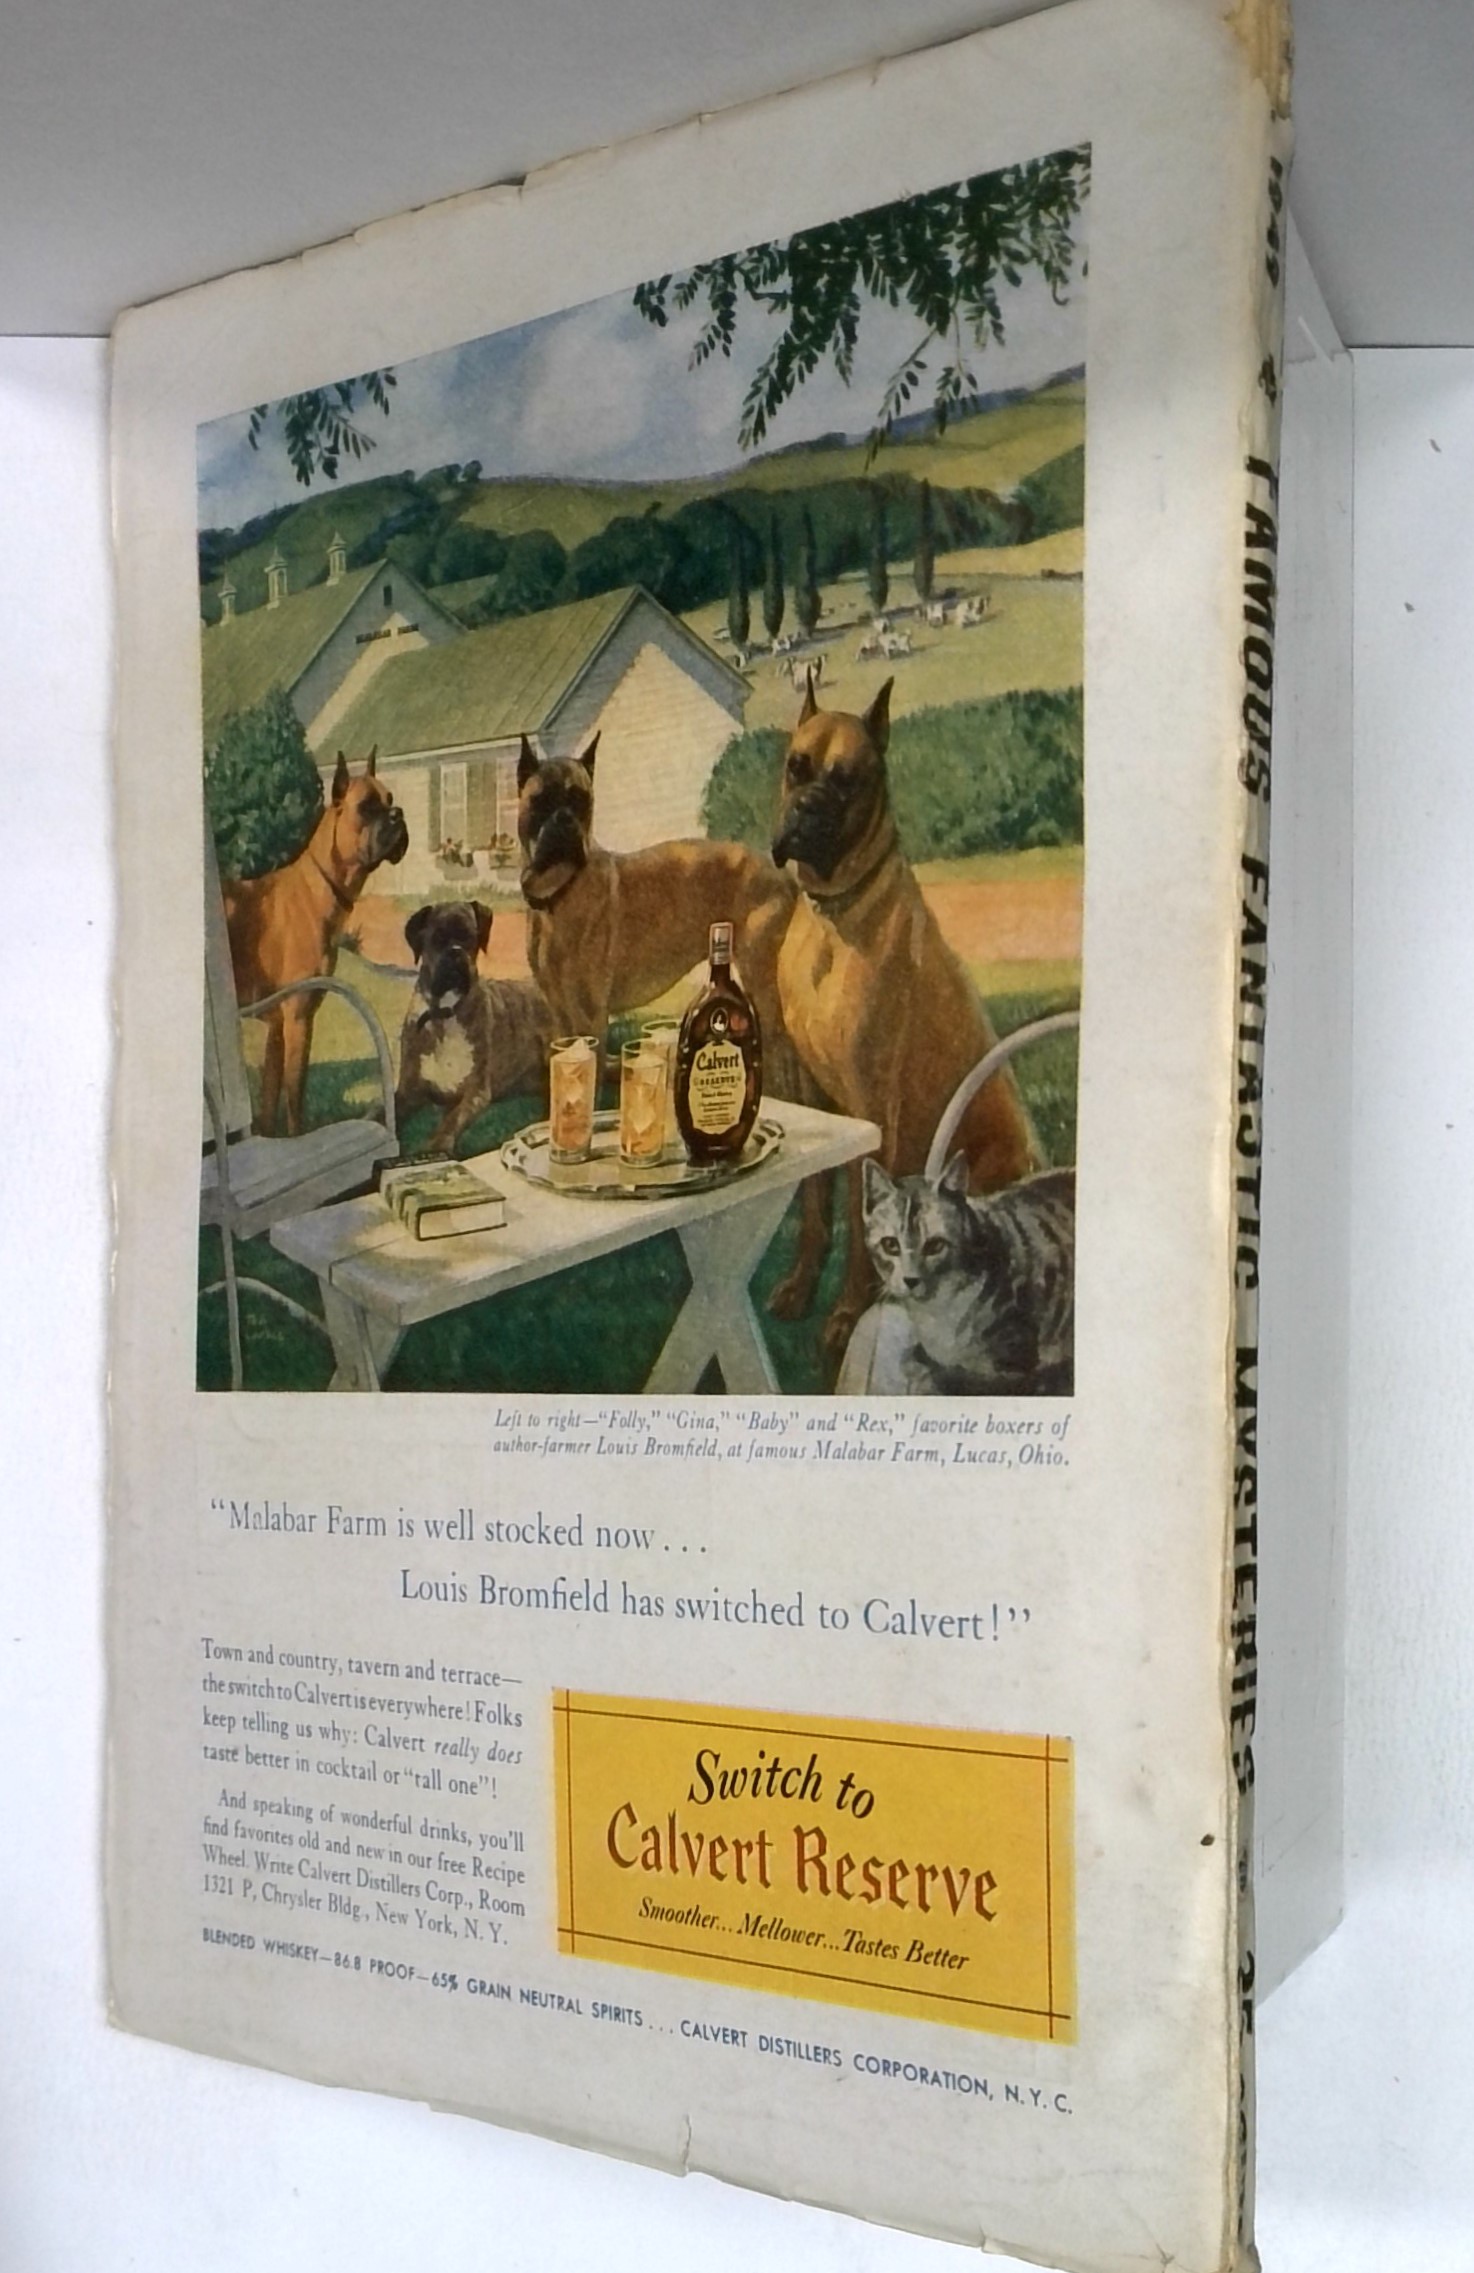 MALABAR FARM
Calvert
RESERVE
Left to right—“Folly,” “Gina,” “Baby” and “Rex,” favorite boxers of
author-farmer Louis Bromfield, at famous Malabar Farm, Lucas, Ohio.
“Malabar Farm is well stocked now...
Louis Bromfield has switched to Calvert!”
Town and country, tavern and terrace—
the switch to Calvert is everywhere! Folks
keep telling us why: Calvert really does
taste better in cocktail or “tall one”!
And speaking of wonderful drinks, you’ll
find favorites old and new in our free Recipe
Wheel. Write Calvert Distillers Corp., Room
1321 P, Chrysler Bldg., New York, N. Y.
Switch to
Calvert Reserve
Smoother... Mellower... Tastes Better
BLENDED WHISKEY—86.8 PROOF—65% GRAIN NEUTRAL SPIRITS... CALVERT DISTILLERS CORPORATION, N. Y. C.
FAMOUS FANTASTIC MYSTERIES